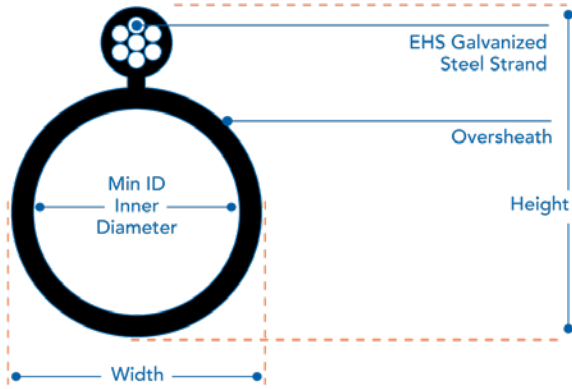 EHS Galvanized
Steel Strand
Oversheath
Min ID
Inner
Diameter
Height
Width